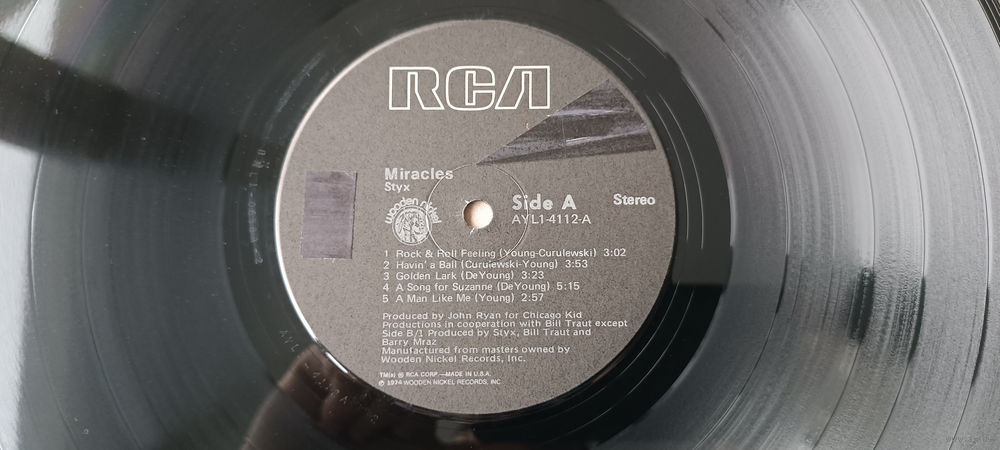 RCA
Miracles
Styx
wooden nickel
Side A
Stereo
AYL1-4112-A
1 Rock & Roll Feeling (Young-Curulewski) 3:02
2 Havin' a Ball (Curulewski-Young) 3:53
3 Golden Lark (DeYoung) 3:23
4 A Song for Suzanne (DeYoung) 5:15
5 A Man Like Me (Young) 2:57
Produced by John Ryan for Chicago Kid
Productions in cooperation with Bill Traut except
Side B/1 Produced by Styx, Bill Traut and
Barry Mraz
Manufactured from masters owned by
Wooden Nickel Records, Inc.
TM(s) ® RCA CORP.—MADE IN U.S.A.
© 1974 WOODEN NICKEL RECORDS, INC.